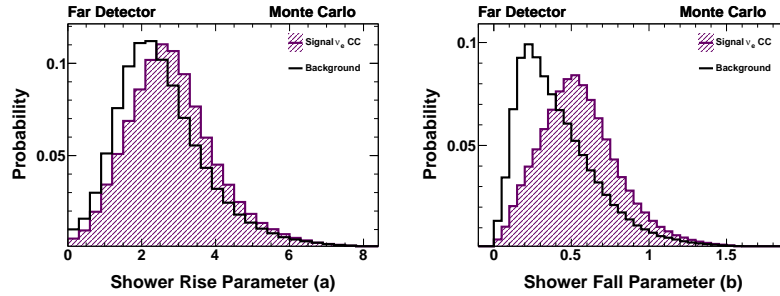 Far Detector Monte Carlo
Signal νe CC
Background
0.1
0.05
Probability
0 2 4 6 8
Shower Rise Parameter (a)
Far Detector Monte Carlo
Signal νe CC
Background
0.1
0.05
Probability
0 0.5 1 1.5
Shower Fall Parameter (b)